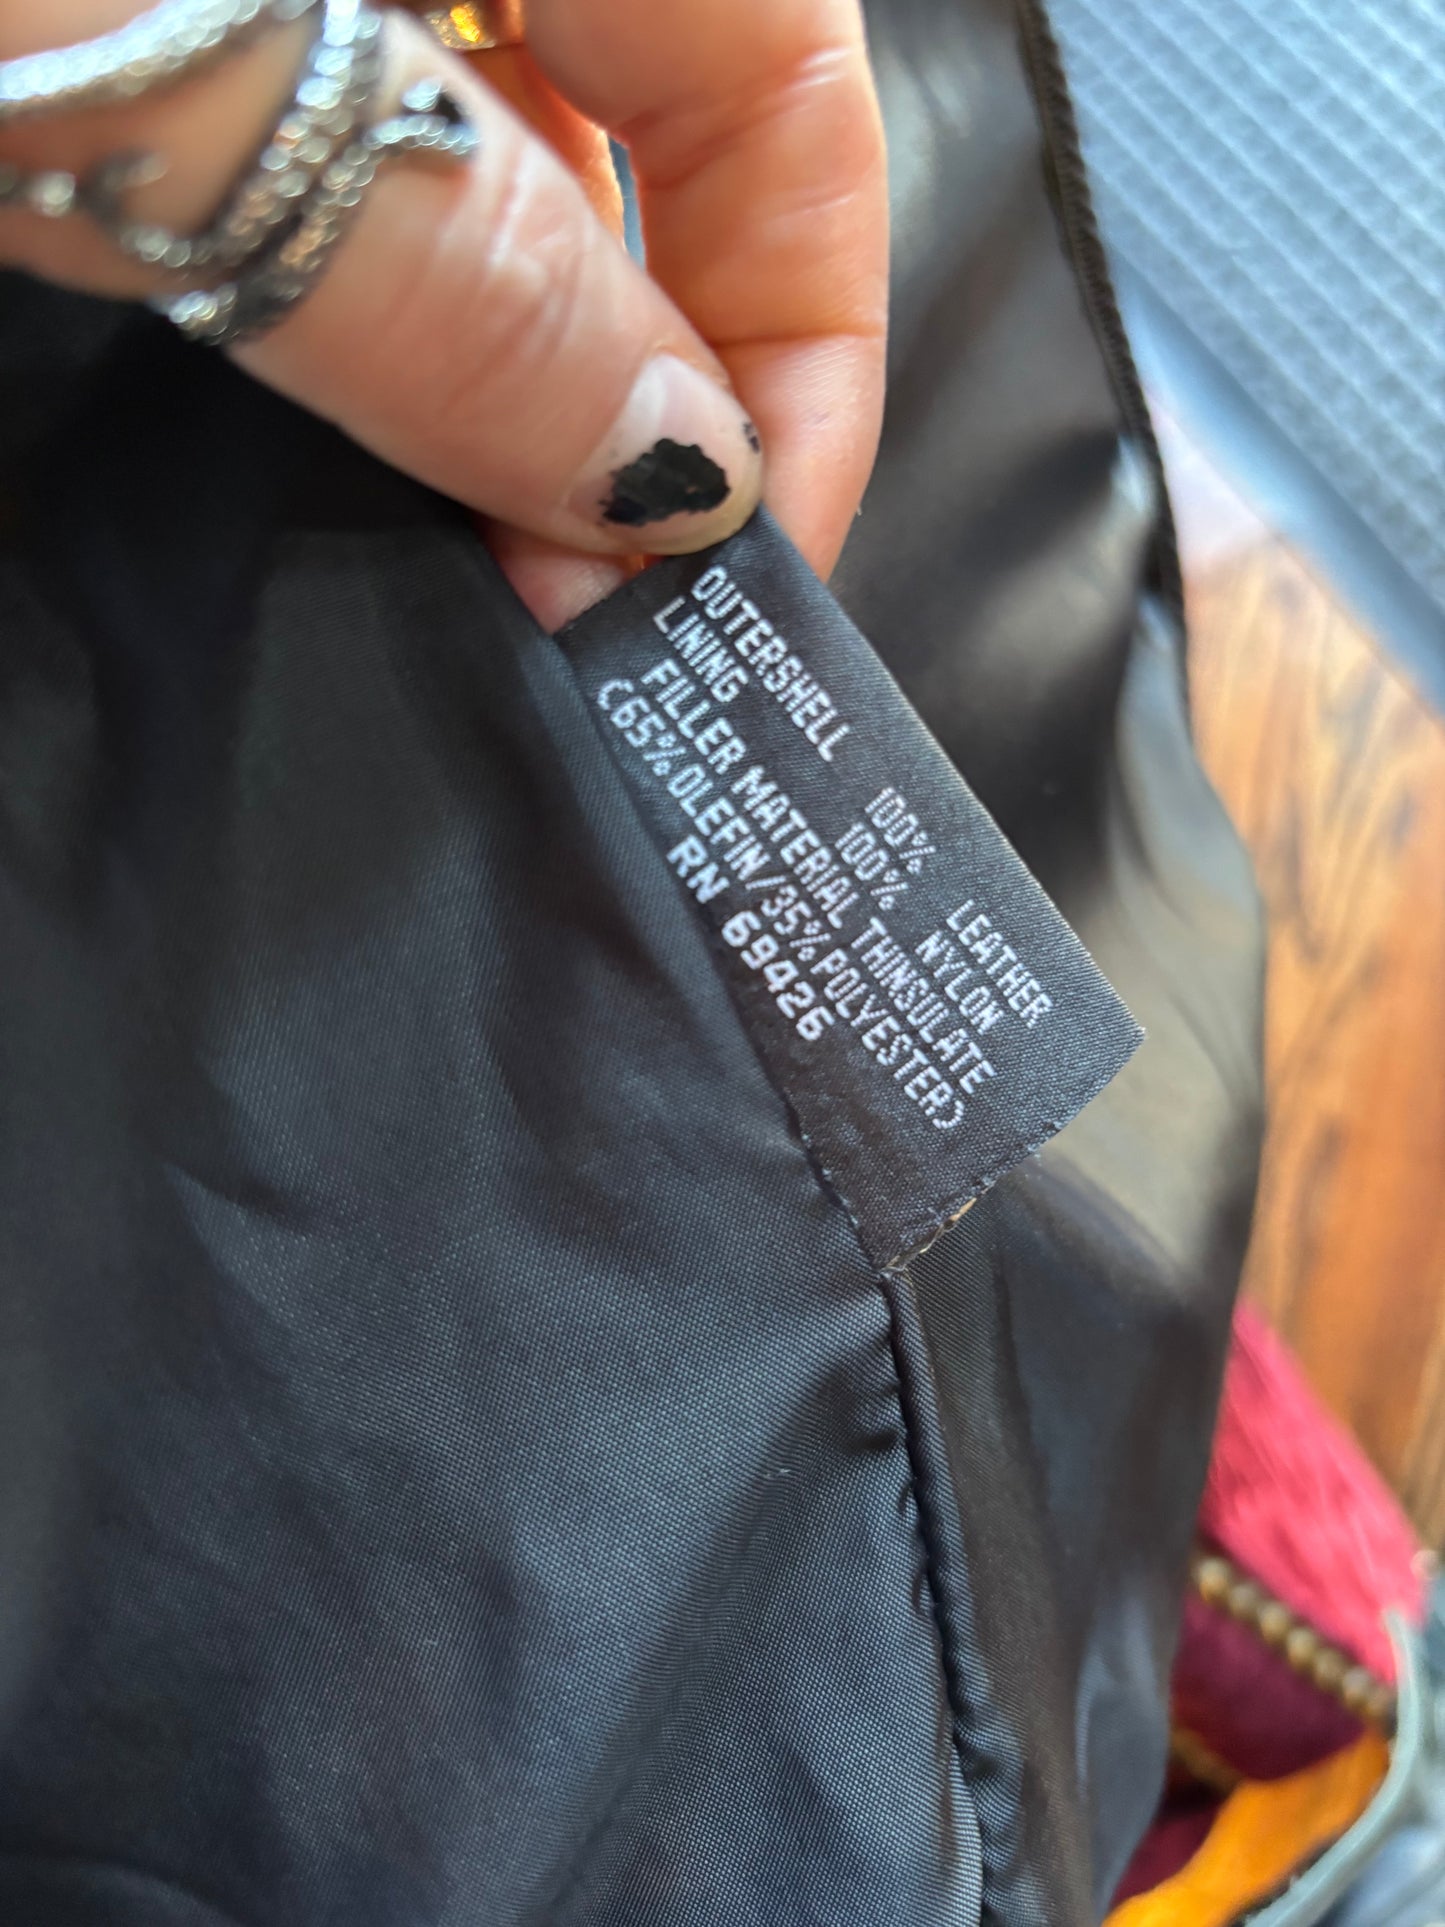 OUTERSHELL 100% LEATHER
LINING 100% NYLON
FILLER MATERIAL THINSULATE
(65%OLEFIN/35%POLYESTER)
RN 69426